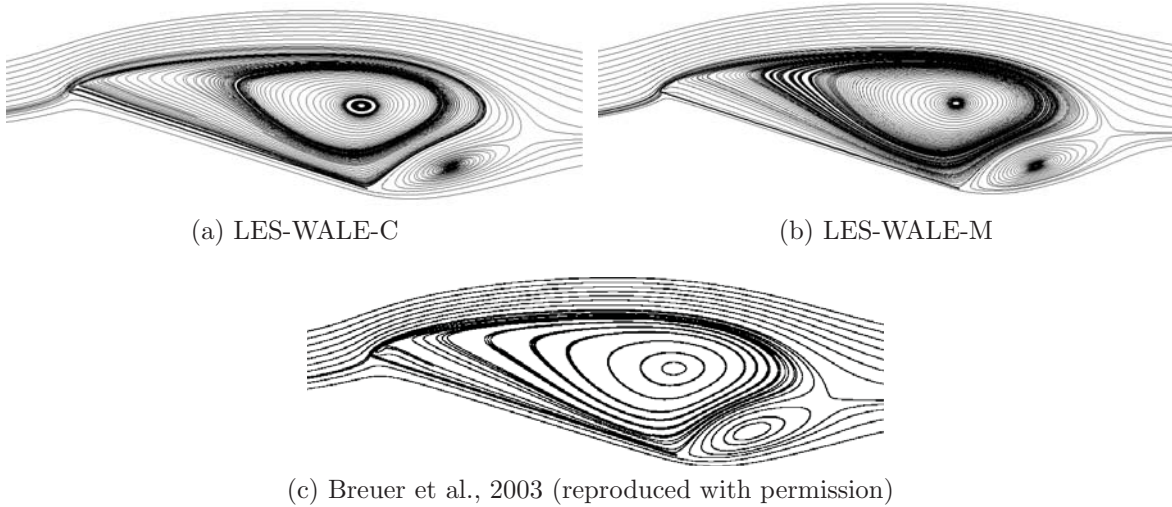 (a) LES-WALE-C
(b) LES-WALE-M
(c) Breuer et al., 2003 (reproduced with permission)